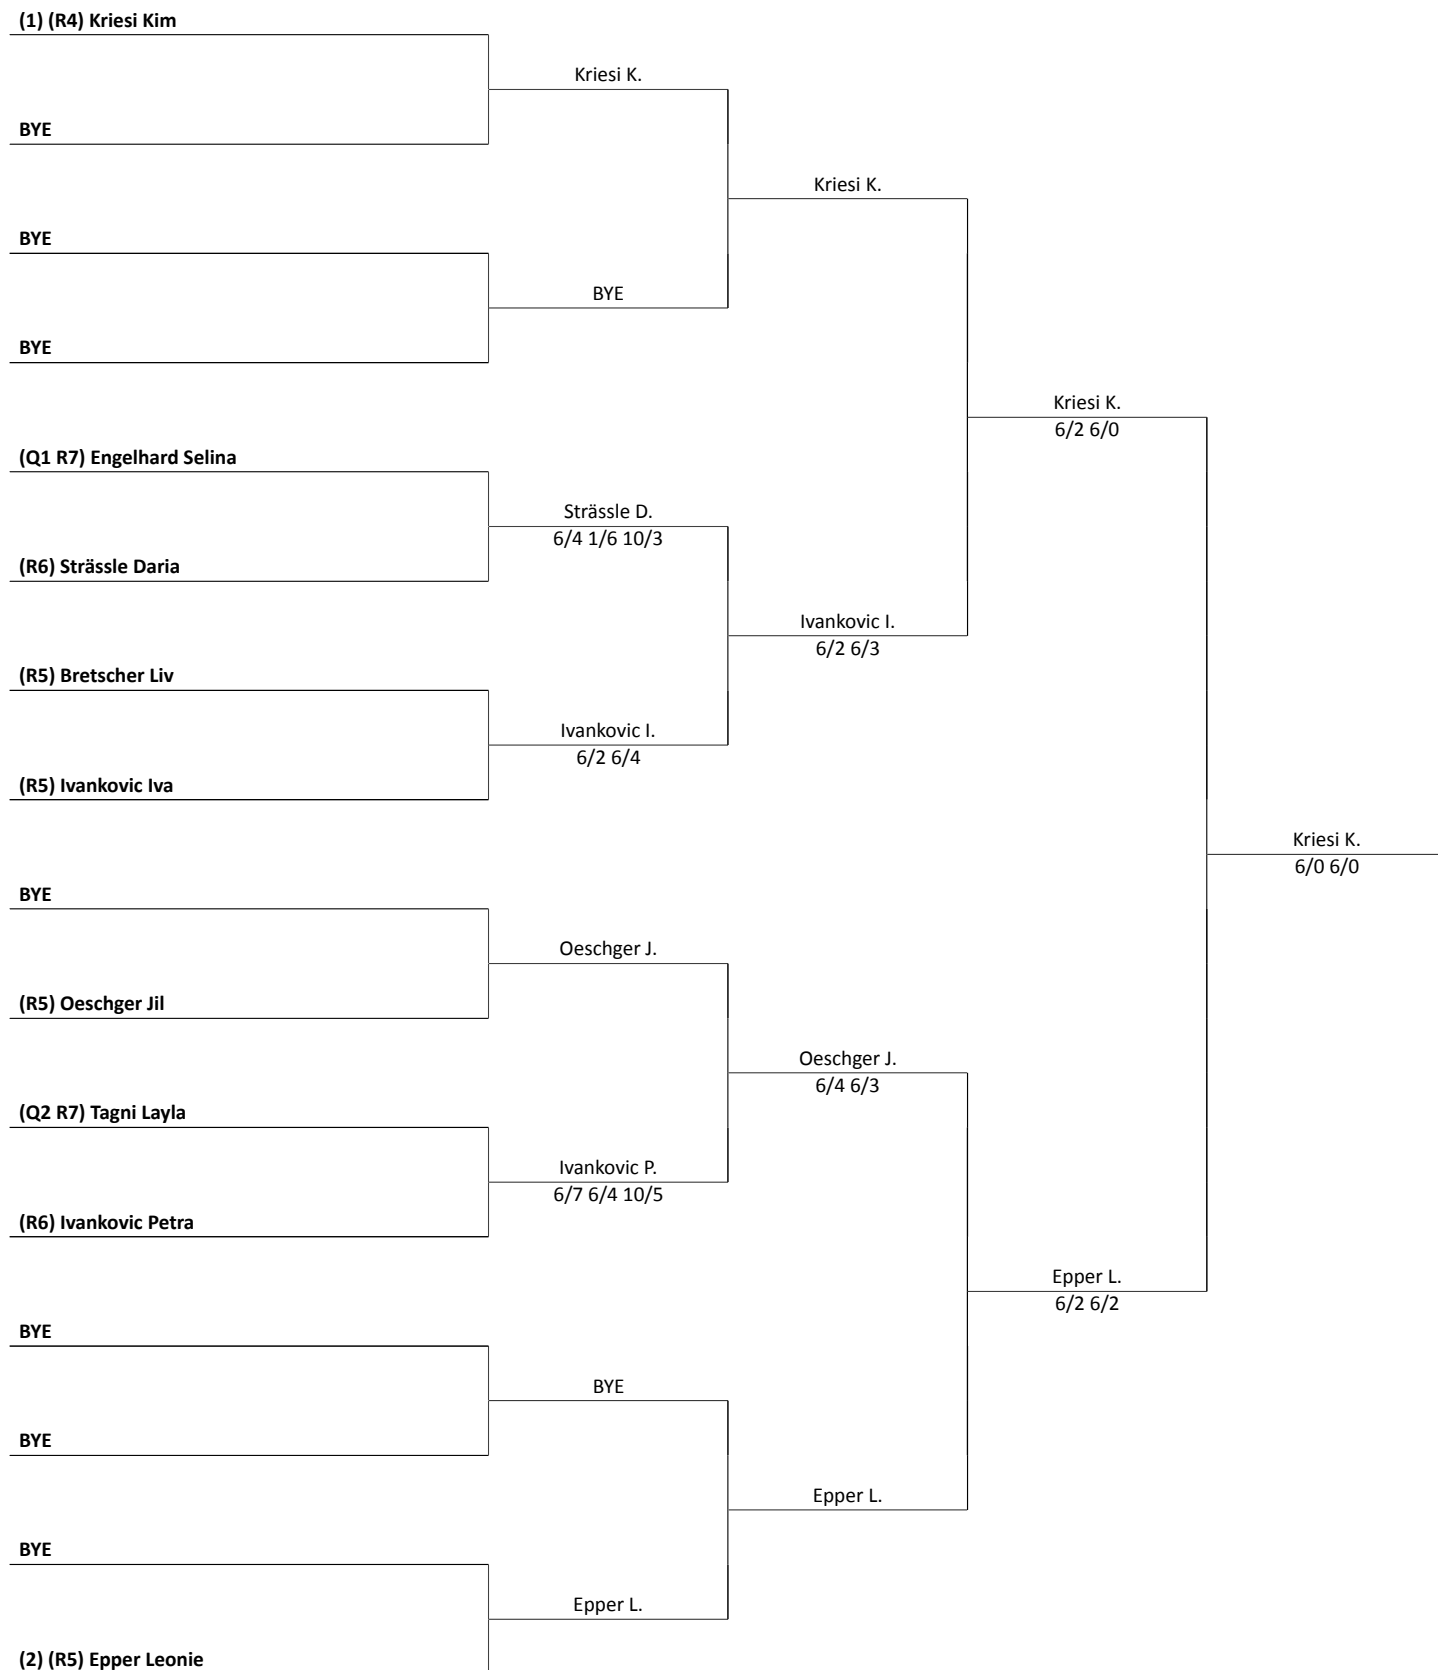 (1) (R4) Kriesi Kim
Kriesi K.
BYE
Kriesi K.
BYE
BYE
BYE
Kriesi K.
6/2 6/0
(Q1 R7) Engelhard Selina
Strässle D.
6/4 1/6 10/3
(R6) Strässle Daria
Ivankovic I.
6/2 6/3
(R5) Bretscher Liv
Ivankovic I.
6/2 6/4
(R5) Ivankovic Iva
Kriesi K.
6/0 6/0
BYE
Oeschger J.
(R5) Oeschger Jil
Oeschger J.
6/4 6/3
(Q2 R7) Tagni Layla
Ivankovic P.
6/7 6/4 10/5
(R6) Ivankovic Petra
Epper L.
6/2 6/2
BYE
BYE
BYE
Epper L.
BYE
Epper L.
(2) (R5) Epper Leonie